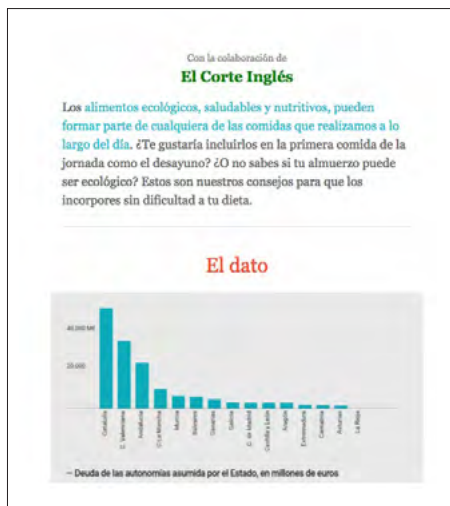 Con la colaboración de
El Corte Inglés
Los alimentos ecológicos, saludables y nutritivos, pueden
formar parte de cualquiera de las comidas que realizamos a lo
largo del día. ¿Te gustaría incluirlos en la primera comida de la
jornada como el desayuno? ¿O no sabes si tu almuerzo puede
ser ecológico? Estos son nuestros consejos para que los
incorpores sin dificultad a tu dieta.
El dato
40.000 M€
20.000
Cataluña
C. Valenciana
Andalucía
C-La Mancha
Murcia
Baleares
Canarias
Galicia
C. de Madrid
Castilla y León
Aragón
Extremadura
Cantabria
Asturias
La Rioja
— Deuda de las autonomías asumida por el Estado, en millones de euros